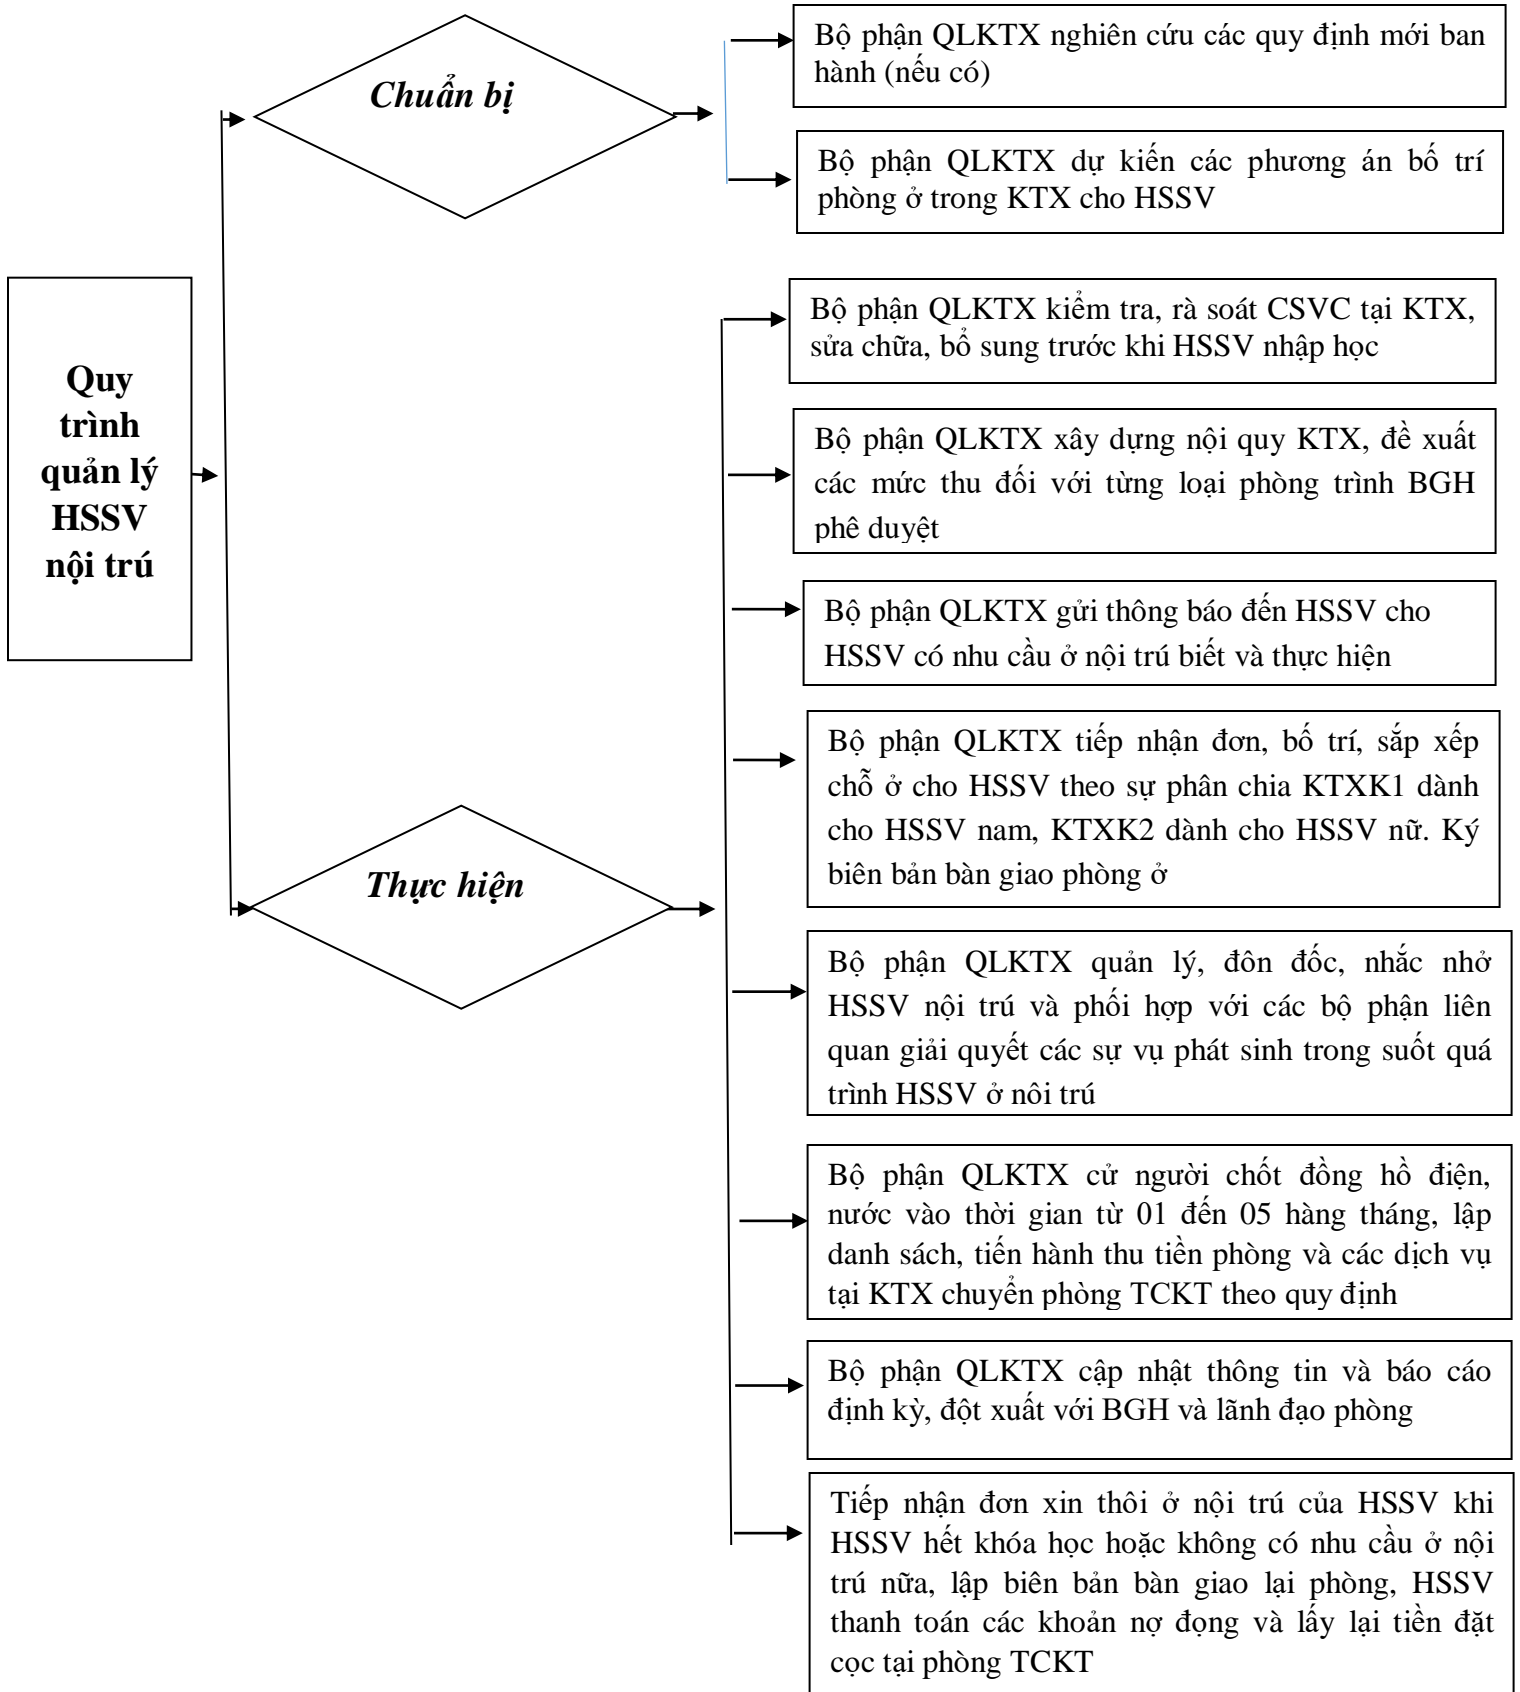 Quy
trình
quản lý
HSSV
nội trú
Chuẩn bị
Bộ phận QLKTX nghiên cứu các quy định mới ban
hành (nếu có)
Bộ phận QLKTX dự kiến các phương án bố trí
phòng ở trong KTX cho HSSV
Thực hiện
Bộ phận QLKTX kiểm tra, rà soát CSVC tại KTX,
sửa chữa, bổ sung trước khi HSSV nhập học
Bộ phận QLKTX xây dựng nội quy KTX, đề xuất
các mức thu đối với từng loại phòng trình BGH
phê duyệt
Bộ phận QLKTX gửi thông báo đến HSSV cho
HSSV có nhu cầu ở nội trú biết và thực hiện
Bộ phận QLKTX tiếp nhận đơn, bố trí, sắp xếp
chỗ ở cho HSSV theo sự phân chia KTXK1 dành
cho HSSV nam, KTXK2 dành cho HSSV nữ. Ký
biên bản bàn giao phòng ở
Bộ phận QLKTX quản lý, đôn đốc, nhắc nhở
HSSV nội trú và phối hợp với các bộ phận liên
quan giải quyết các sự vụ phát sinh trong suốt quá
trình HSSV ở nôi trú
Bộ phận QLKTX cử người chốt đồng hồ điện,
nước vào thời gian từ 01 đến 05 hàng tháng, lập
danh sách, tiến hành thu tiền phòng và các dịch vụ
tại KTX chuyển phòng TCKT theo quy định
Bộ phận QLKTX cập nhật thông tin và báo cáo
định kỳ, đột xuất với BGH và lãnh đạo phòng
Tiếp nhận đơn xin thôi ở nội trú của HSSV khi
HSSV hết khóa học hoặc không có nhu cầu ở nội
trú nữa, lập biên bản bàn giao lại phòng, HSSV
thanh toán các khoản nợ đọng và lấy lại tiền đặt
cọc tại phòng TCKT